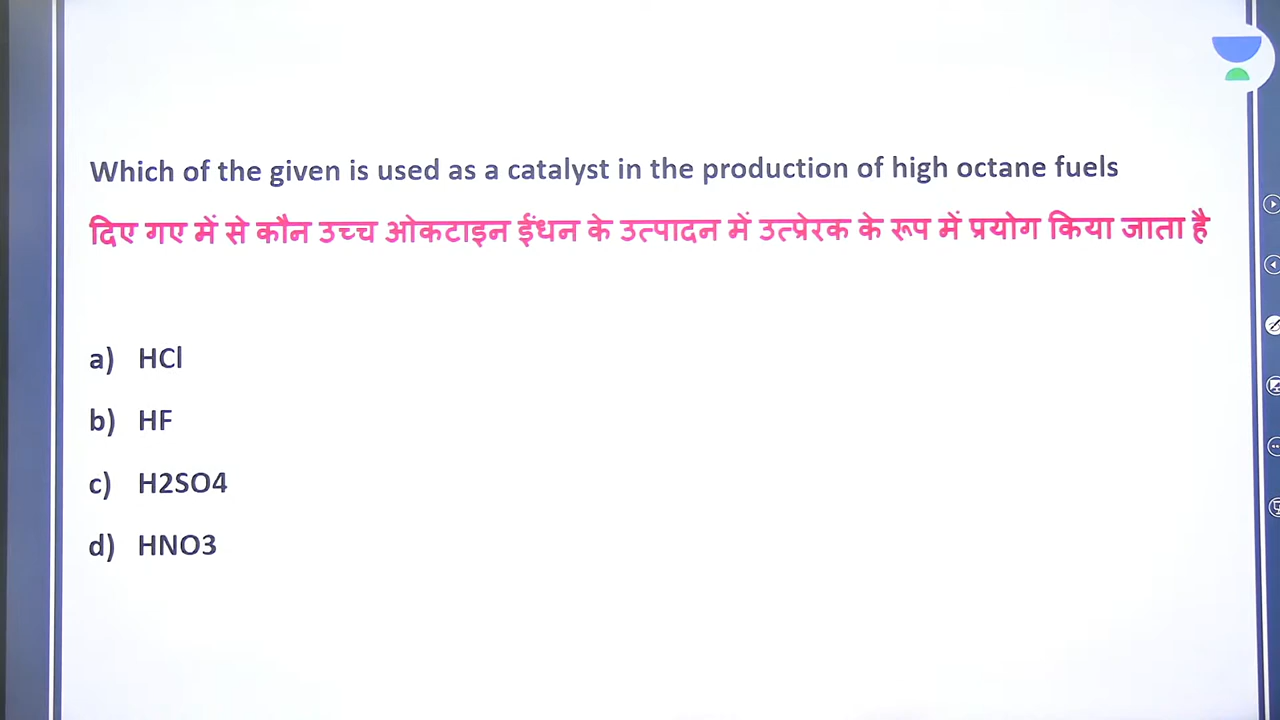 Which of the given is used as a catalyst in the production of high octane fuels
दिए गए में से कौन उच्च ओकटाइन ईंधन के उत्पादन में उत्प्रेरक के रूप में प्रयोग किया जाता है
a) HCl
b) HF
c) H2SO4
d) HNO3